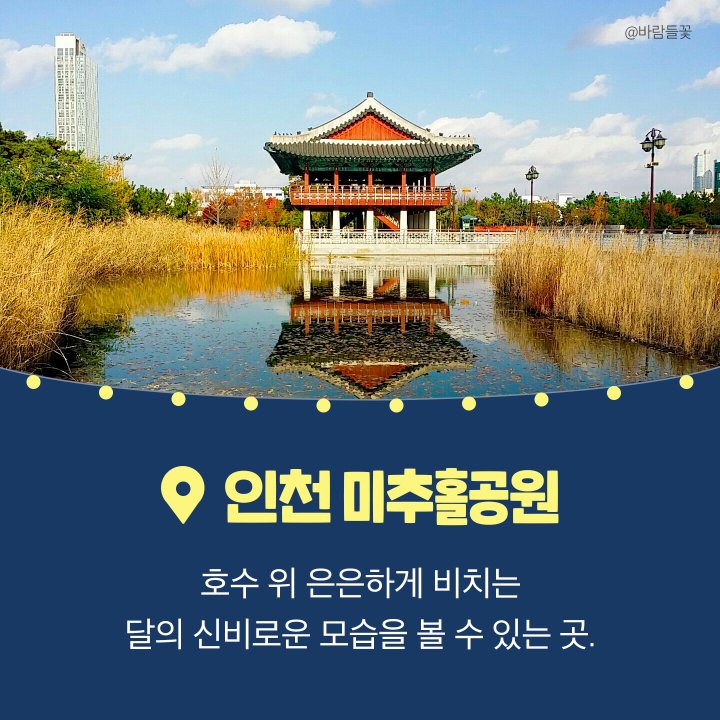 @바람들꽃
인천 미추홀공원
호수 위 은은하게 비치는
달의 신비로운 모습을 볼 수 있는 곳.